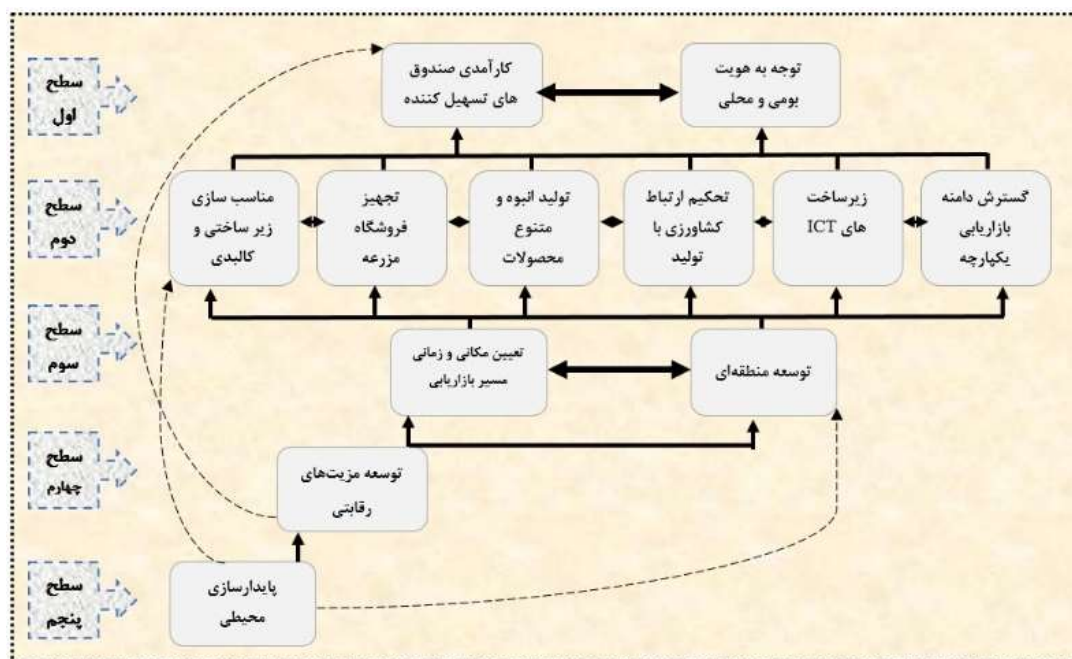 سطح
اول
کارآمدی صندوق
های تسهیل کننده
توجه به هویت
بومی و محلی
سطح
دوم
مناسب سازی
زیر ساختی و
کالبدی
تجهیز
فروشگاه
مزرعه
تولید انبوه و
متنوع
محصولات
تحکیم ارتباط
کشاورزی با
تولید
زیرساخت
های ICT
گسترش دامنه
بازاریابی
یکپارچه
سطح
سوم
تعیین مکانی و زمانی
مسیر بازاریابی
توسعه منطقه‌ای
سطح
چهارم
توسعه مزیت‌های
رقابتی
سطح
پنجم
پایدارسازی
محیطی